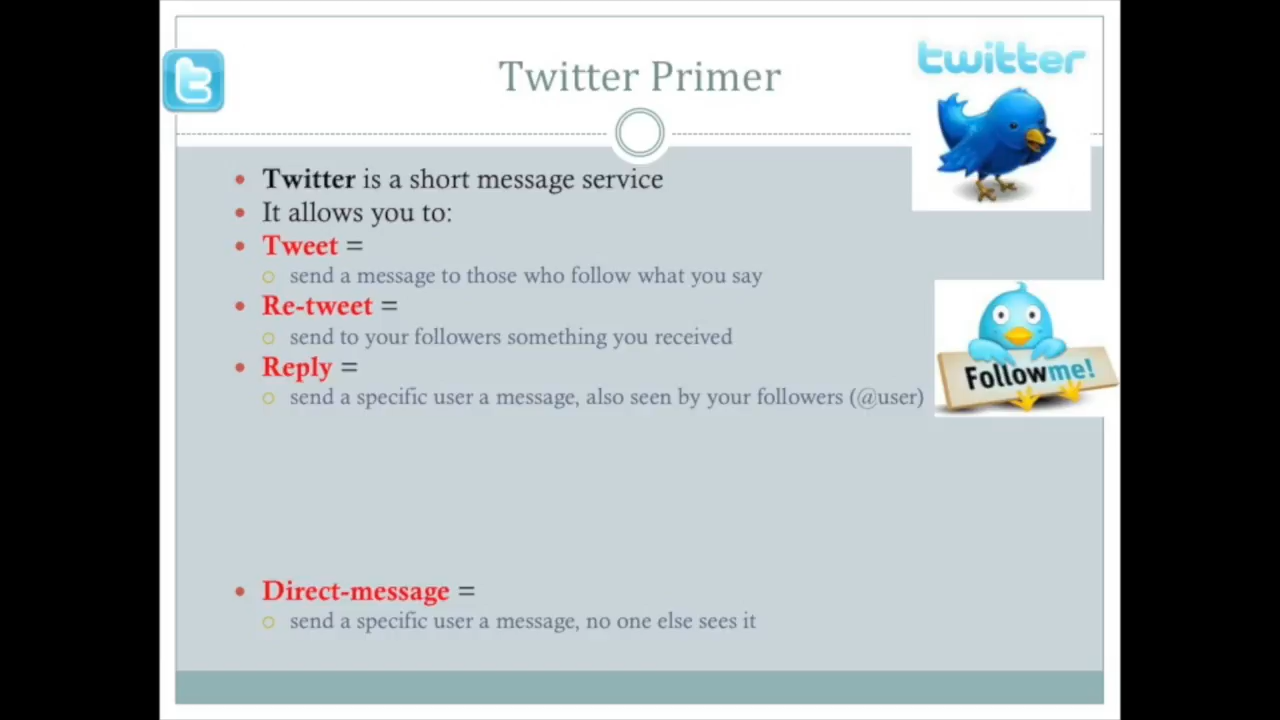 t
Twitter Primer
twitter
Twitter is a short message service
It allows you to:
Tweet =
send a message to those who follow what you say
Re-tweet =
send to your followers something you received
Reply =
send a specific user a message, also seen by your followers (@user)
Followme!
Direct-message =
send a specific user a message, no one else sees it